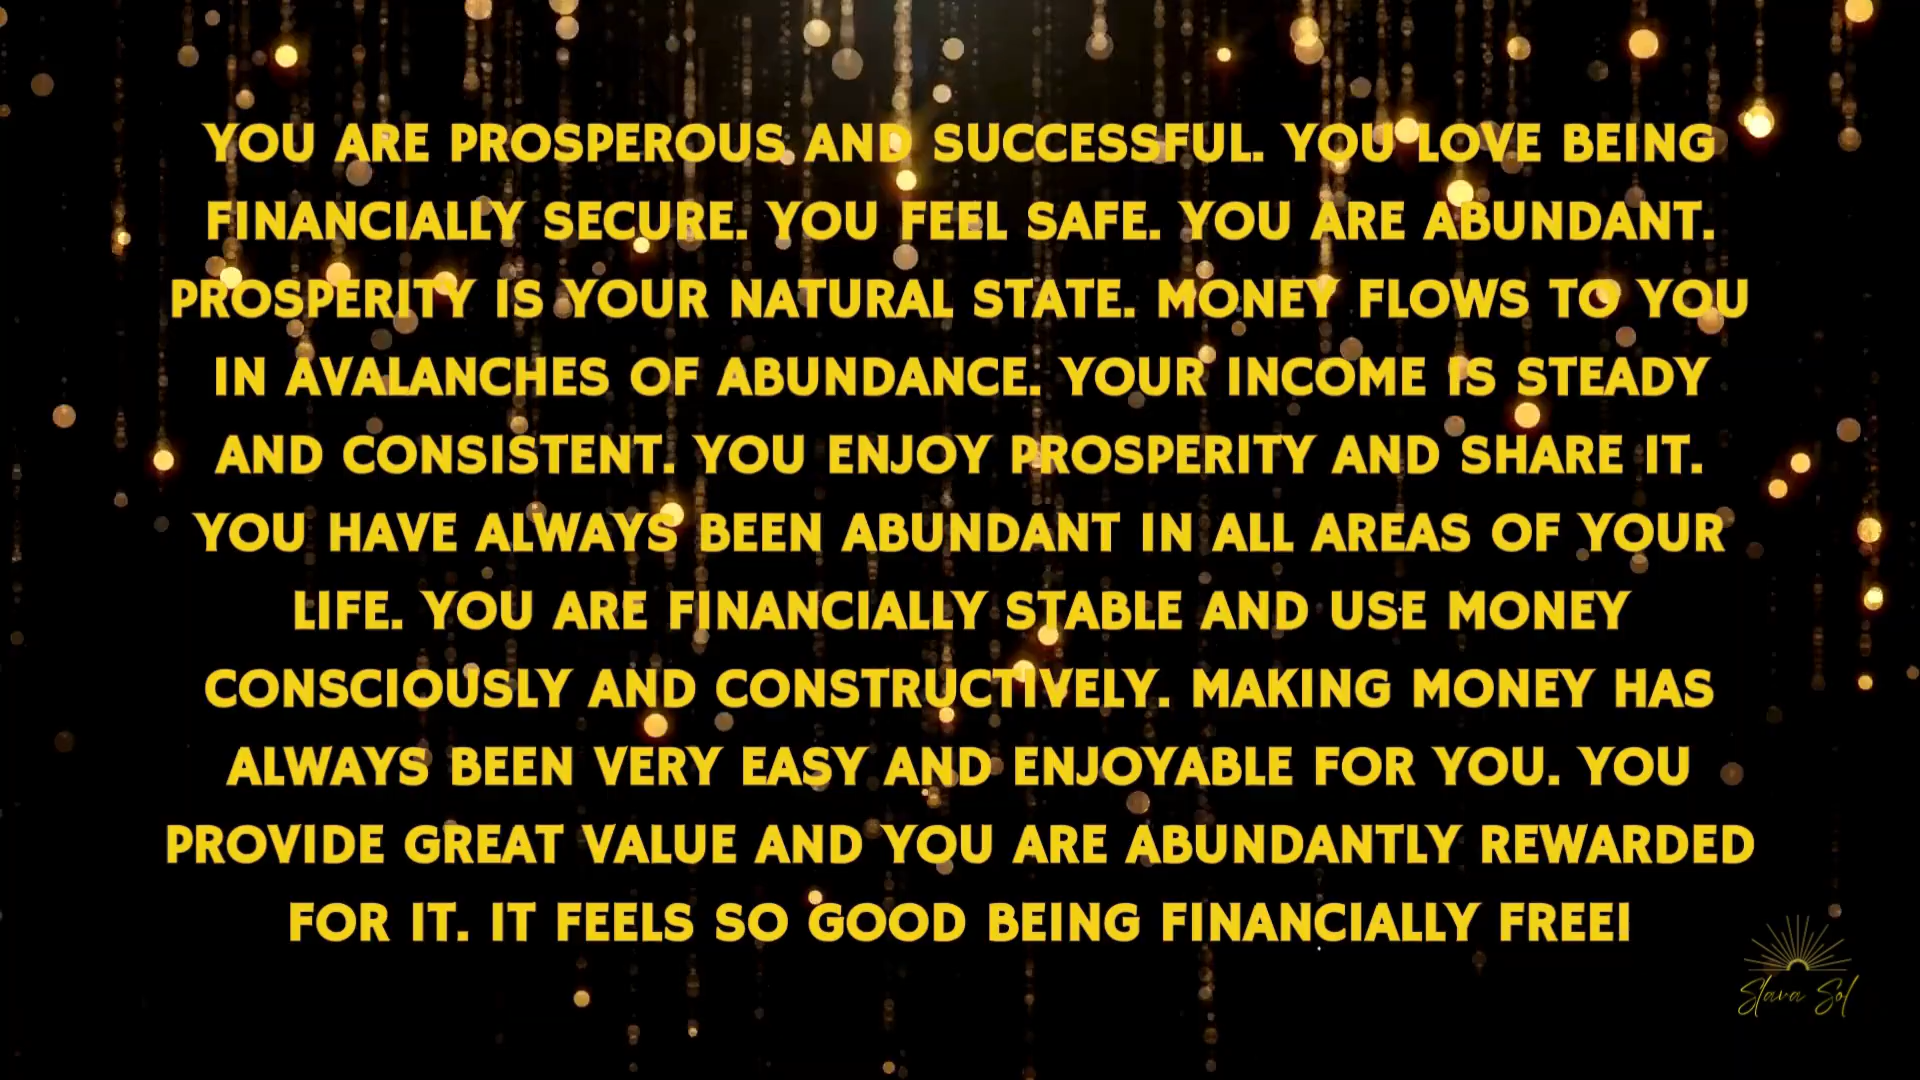 YOU ARE PROSPEROUS AND SUCCESSFUL. YOU LOVE BEING
FINANCIALLY SECURE. YOU FEEL SAFE. YOU ARE ABUNDANT.
PROSPERITY IS YOUR NATURAL STATE. MONEY FLOWS TO YOU
IN AVALANCHES OF ABUNDANCE. YOUR INCOME IS STEADY
AND CONSISTENT. YOU ENJOY PROSPERITY AND SHARE IT.
YOU HAVE ALWAYS BEEN ABUNDANT IN ALL AREAS OF YOUR
LIFE. YOU ARE FINANCIALLY STABLE AND USE MONEY
CONSCIOUSLY AND CONSTRUCTIVELY. MAKING MONEY HAS
ALWAYS BEEN VERY EASY AND ENJOYABLE FOR YOU. YOU
PROVIDE GREAT VALUE AND YOU ARE ABUNDANTLY REWARDED
FOR IT. IT FEELS SO GOOD BEING FINANCIALLY FREE!
Slava Sol